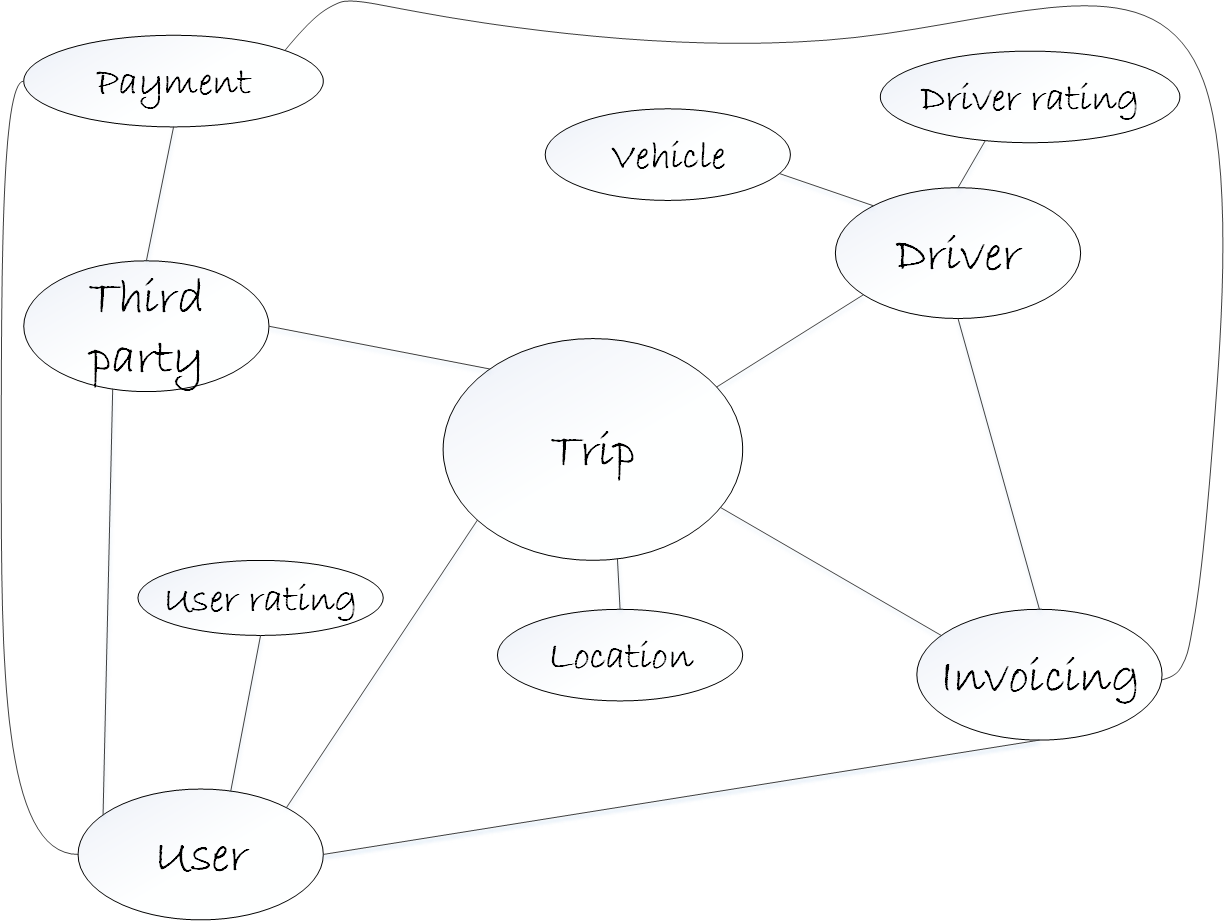 Payment
Driver rating
Vehicle
Driver
Third
party
Trip
User rating
Location
Invoicing
User